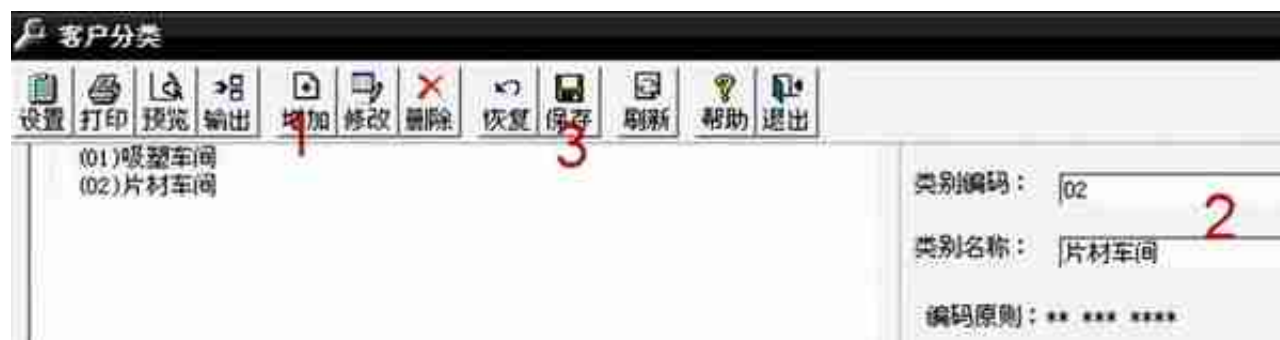 客户分类
设置 打印 预览 输出 增加 修改 删除 恢复 保存 刷新 帮助 退出
1 3
(01)吸塑车间
(02)片材车间
类别编码： 02
2
类别名称： 片材车间
编码原则：** *** ****